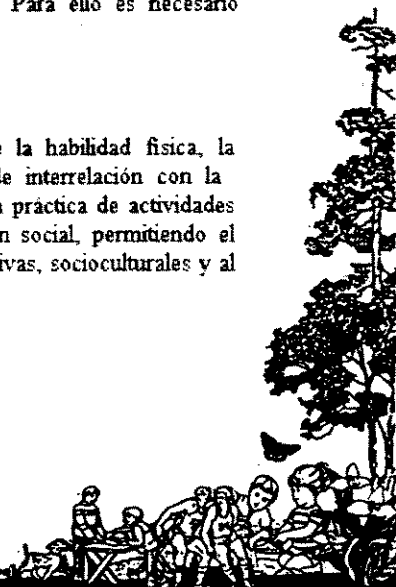 Para ello es necesario
la habilidad física, la
de interrelación con la
práctica de actividades
social, permitiendo el
socioculturales y al